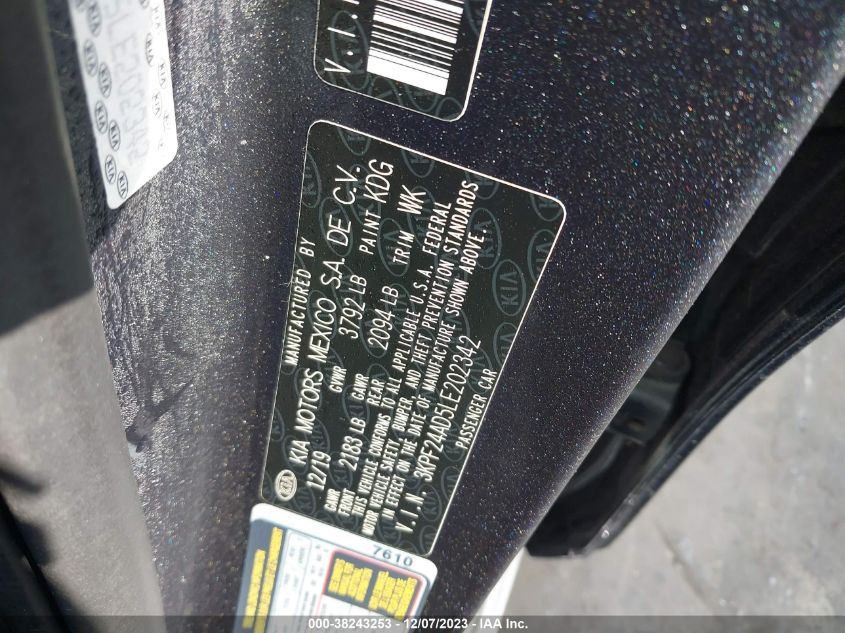 V.I.
SLE202342
MANUFACTURED BY
KIA MOTORS MEXICO S.A. DE C.V.
12/19 GVWR 3792 LB PAINT KDG
GAWR FRONT 2183 LB GAWR REAR 2094 LB TRIM WK
THIS VEHICLE CONFORMS TO ALL APPLICABLE U.S.A. FEDERAL
MOTOR VEHICLE SAFETY, BUMPER, AND THEFT PREVENTION STANDARDS
IN EFFECT ON THE DATE OF MANUFACTURE SHOWN ABOVE.
V.I.N. 3KPF24AD5LE202342
PASSENGER CAR
KIA
7610
000-38243253 - 12/07/2023 - © IAA Inc.